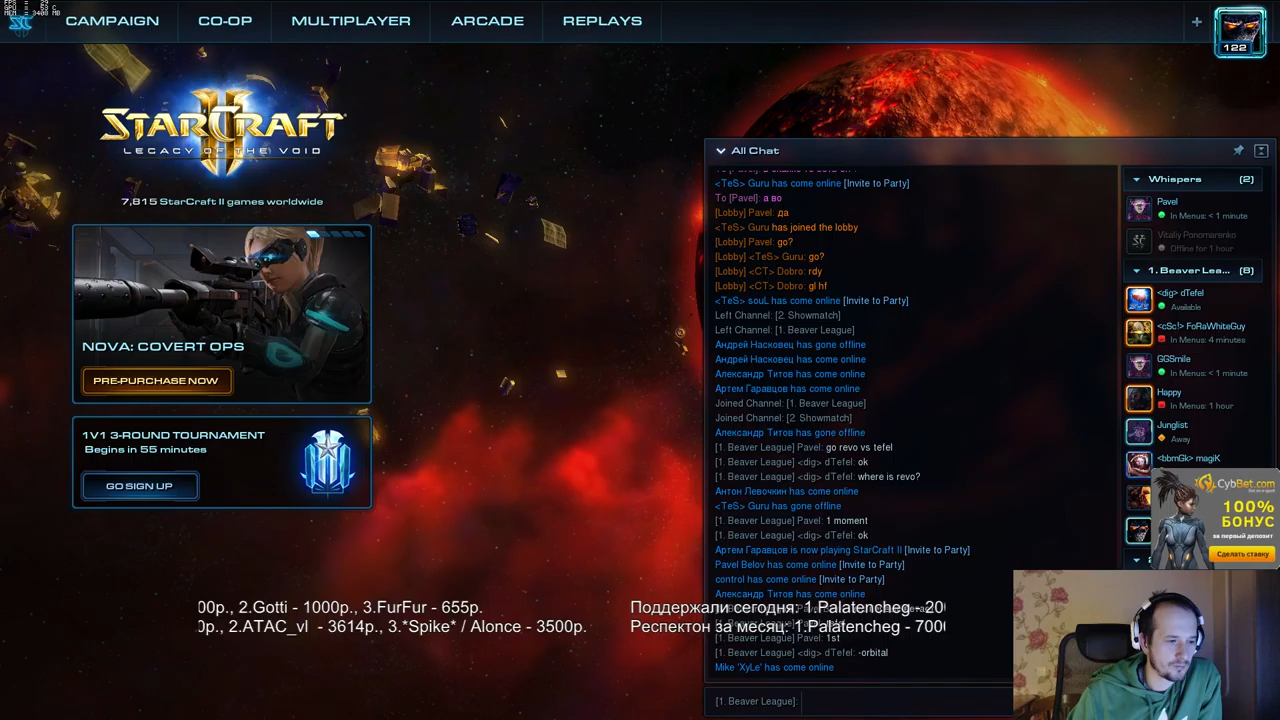 CAMPAIGN
CO-OP
MULTIPLAYER
ARCADE
REPLAYS
+
122
STARCRAFT
II
LEGACY OF THE VOID
7,815 StarCraft II games worldwide
NOVA: COVERT OPS
PRE-PURCHASE NOW
1V1 3-ROUND TOURNAMENT
Begins in 55 minutes
GO SIGN UP
All Chat
<TeS> Guru has come online [Invite to Party]
To [Pavel]: а во
[Lobby] Pavel: да
<TeS> Guru has joined the lobby
[Lobby] Pavel: go?
[Lobby] <TeS> Guru: go?
[Lobby] <CT> Dobro: rdy
[Lobby] <CT> Dobro: gl hf
<TeS> souL has come online [Invite to Party]
Left Channel: [2. Showmatch]
Left Channel: [1. Beaver League]
Андрей Насковец has gone offline
Андрей Насковец has come online
Александр Титов has come online
Артем Гаравцов has come online
Joined Channel: [1. Beaver League]
Joined Channel: [2. Showmatch]
Александр Титов has gone offline
[1. Beaver League] Pavel: go revo vs tefel
[1. Beaver League] <dig> dTefel: ok
[1. Beaver League] <dig> dTefel: where is revo?
Антон Левочкин has come online
<TeS> Guru has gone offline
[1. Beaver League] Pavel: 1 moment
[1. Beaver League] <dig> dTefel: ok
Артем Гаравцов is now playing StarCraft II [Invite to Party]
Pavel Belov has come online [Invite to Party]
control has come online [Invite to Party]
Александр Титов has come online
[1. Beaver League] Pavel: 1st
[1. Beaver League] <dig> dTefel: -orbital
Mike 'XyLe' has come online
[1. Beaver League]:
Whispers (2)
Pavel
In Menus: < 1 minute
Vitaliy Ponomarenko
Offline for 1 hour
1. Beaver Lea... (8)
<dig> dTefel
Available
<cSc!> FoRaWhiteGuy
In Menus: 4 minutes
GGSmile
In Menus: < 1 minute
Happy
In Menus: 1 hour
Junglist
Away
<bbmGk> magiK
CybBet.com
100%
БОНУС
за первый депозит
Сделать ставку
00р., 2.Gotti - 1000р., 3.FurFur - 655р.
Поддержали сегодня: 1.Palatencheg - 20
0р., 2.ATAC_vl - 3614р., 3.*Spike* / Alonce - 3500р.
Респектон за месяц: 1.Palatencheg - 700